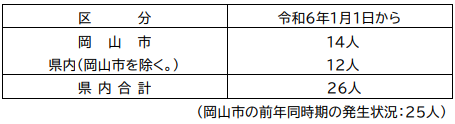 区　　分　令和6年1月1日から
岡　山　市　14人
県内（岡山市を除く。）　12人
県 内 合 計　26人
（岡山市の前年同時期の発生状況：25人）